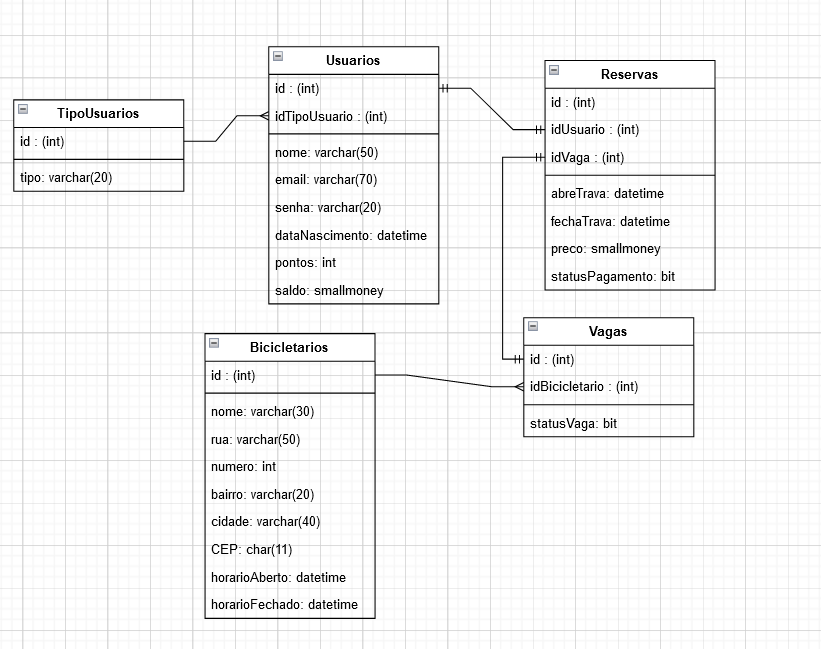 TipoUsuarios
id : (int)
tipo: varchar(20)
Usuarios
id : (int)
idTipoUsuario : (int)
nome: varchar(50)
email: varchar(70)
senha: varchar(20)
dataNascimento: datetime
pontos: int
saldo: smallmoney
Reservas
id : (int)
idUsuario : (int)
idVaga : (int)
abreTrava: datetime
fechaTrava: datetime
preco: smallmoney
statusPagamento: bit
Bicicletarios
id : (int)
nome: varchar(30)
rua: varchar(50)
numero: int
bairro: varchar(20)
cidade: varchar(40)
CEP: char(11)
horarioAberto: datetime
horarioFechado: datetime
Vagas
id : (int)
idBicicletario : (int)
statusVaga: bit